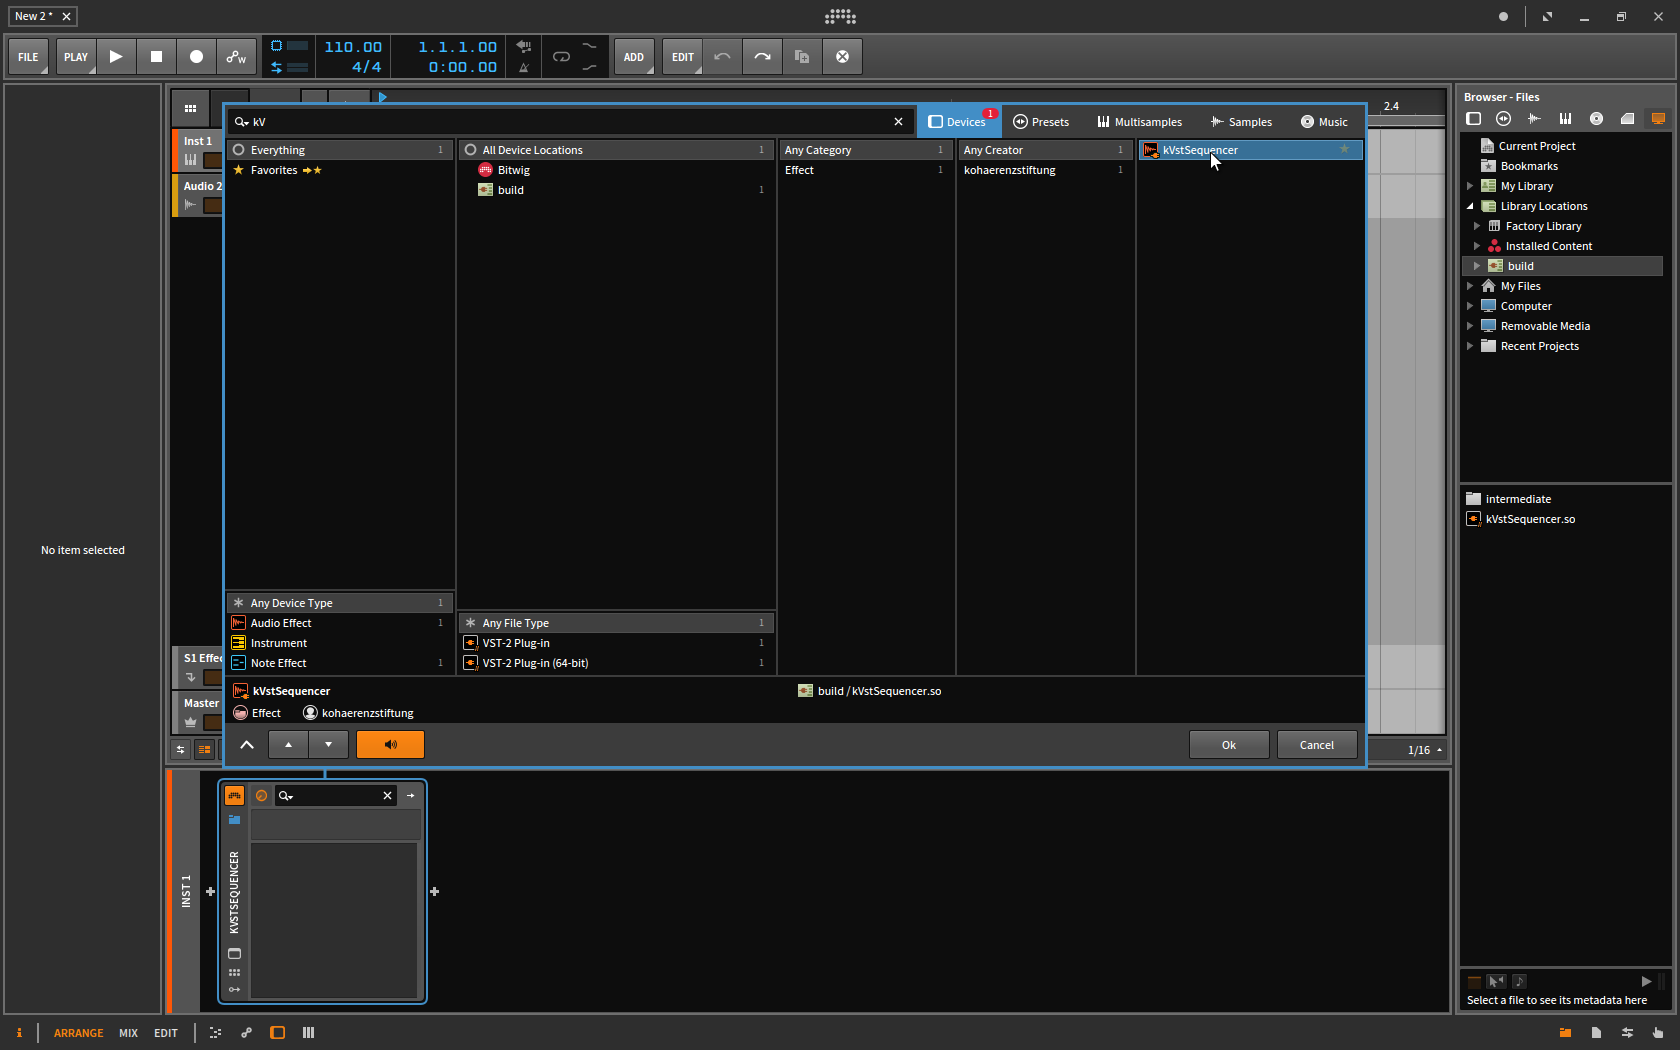 New 2 *
FILE
PLAY
W
110.00
4/4
1.1.1.00
0:00.00
ADD
EDIT
Inst 1
Audio 2
S1 Effec
Master
2.4
1/16
kV
Devices 1
Presets
Multisamples
Samples
Music
Everything 1
Favorites
Any Device Type 1
Audio Effect 1
Instrument
Note Effect 1
All Device Locations 1
Bitwig
build 1
Any File Type 1
VST-2 Plug-in 1
VST-2 Plug-in (64-bit) 1
Any Category 1
Effect 1
Any Creator 1
kohaerenzstiftung 1
kVstSequencer
kVstSequencer
build / kVstSequencer.so
Effect
kohaerenzstiftung
Ok
Cancel
No item selected
INST 1
KVSTSEQUENCER
Browser - Files
Current Project
Bookmarks
My Library
Library Locations
Factory Library
Installed Content
build
My Files
Computer
Removable Media
Recent Projects
intermediate
kVstSequencer.so
Select a file to see its metadata here
i
ARRANGE
MIX
EDIT